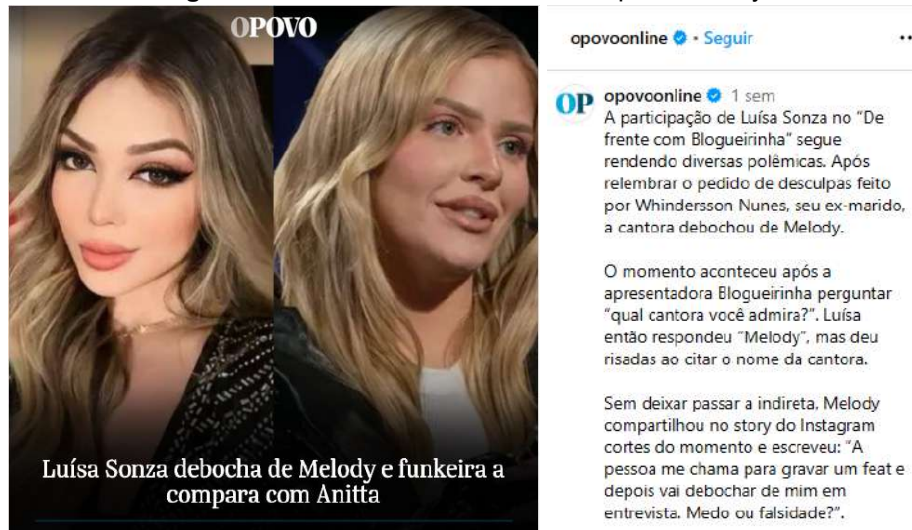 OPOVO
Luísa Sonza debocha de Melody e funkeira a
compara com Anitta
opovoonline • Seguir
OP
opovoonline 1 sem
A participação de Luísa Sonza no “De
frente com Blogueirinha” segue
rendendo diversas polêmicas. Após
relembrar o pedido de desculpas feito
por Whindersson Nunes, seu ex-marido,
a cantora debochou de Melody.
O momento aconteceu após a
apresentadora Blogueirinha perguntar
“qual cantora você admira?”. Luísa
então respondeu “Melody”, mas deu
risadas ao citar o nome da cantora.
Sem deixar passar a indireta, Melody
compartilhou no story do Instagram
cortes do momento e escreveu: “A
pessoa me chama para gravar um feat e
depois vai debochar de mim em
entrevista. Medo ou falsidade?”.